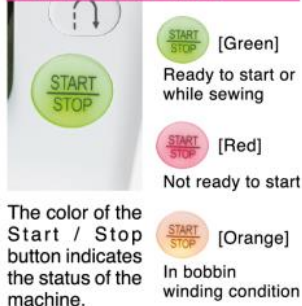 START
STOP
The color of the
Start / Stop
button indicates
the status of the
machine.
START
STOP
[Green]
Ready to start or
while sewing
START
STOP
[Red]
Not ready to start
START
STOP
[Orange]
In bobbin
winding condition